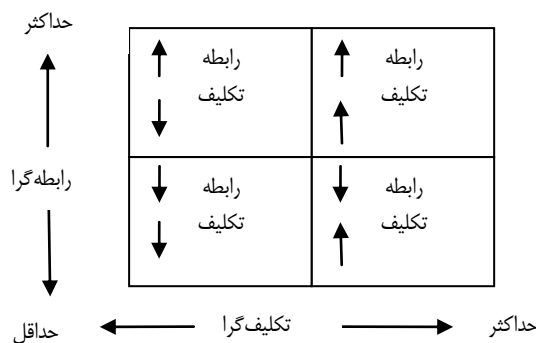 حداکثر
رابطه
تکلیف
رابطه
تکلیف
رابطه‌گرا
رابطه
تکلیف
رابطه
تکلیف
حداکثر
تکلیف‌گرا
حداقل